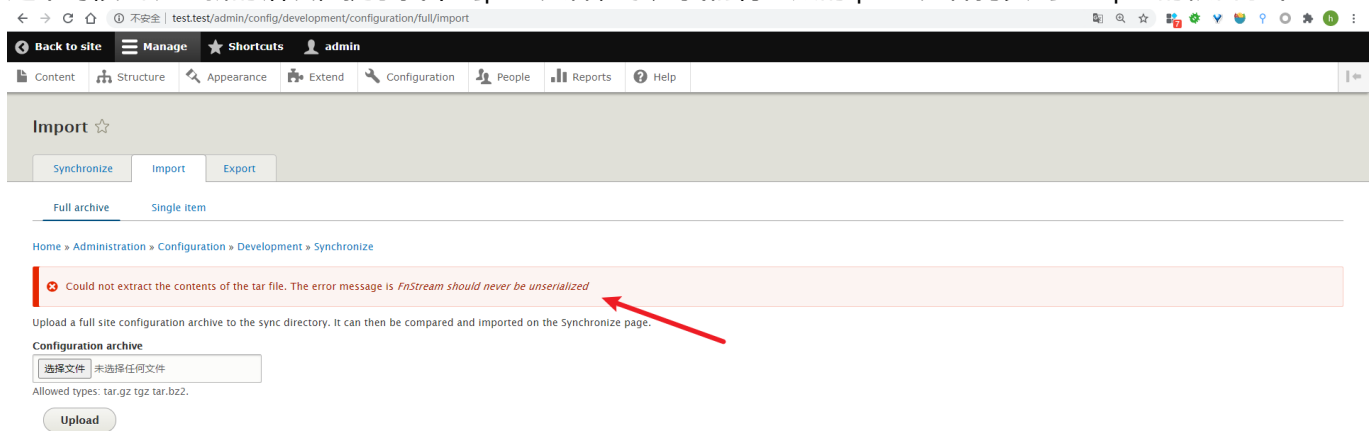 不安全 | test.test/admin/config/development/configuration/full/import
Back to site Manage Shortcuts admin
Content Structure Appearance Extend Configuration People Reports Help
Import
Synchronize Import Export
Full archive Single item
Home » Administration » Configuration » Development » Synchronize
Could not extract the contents of the tar file. The error message is FnStream should never be unserialized
Upload a full site configuration archive to the sync directory. It can then be compared and imported on the Synchronize page.
Configuration archive
选择文件 未选择任何文件
Allowed types: tar.gz tgz tar.bz2.
Upload